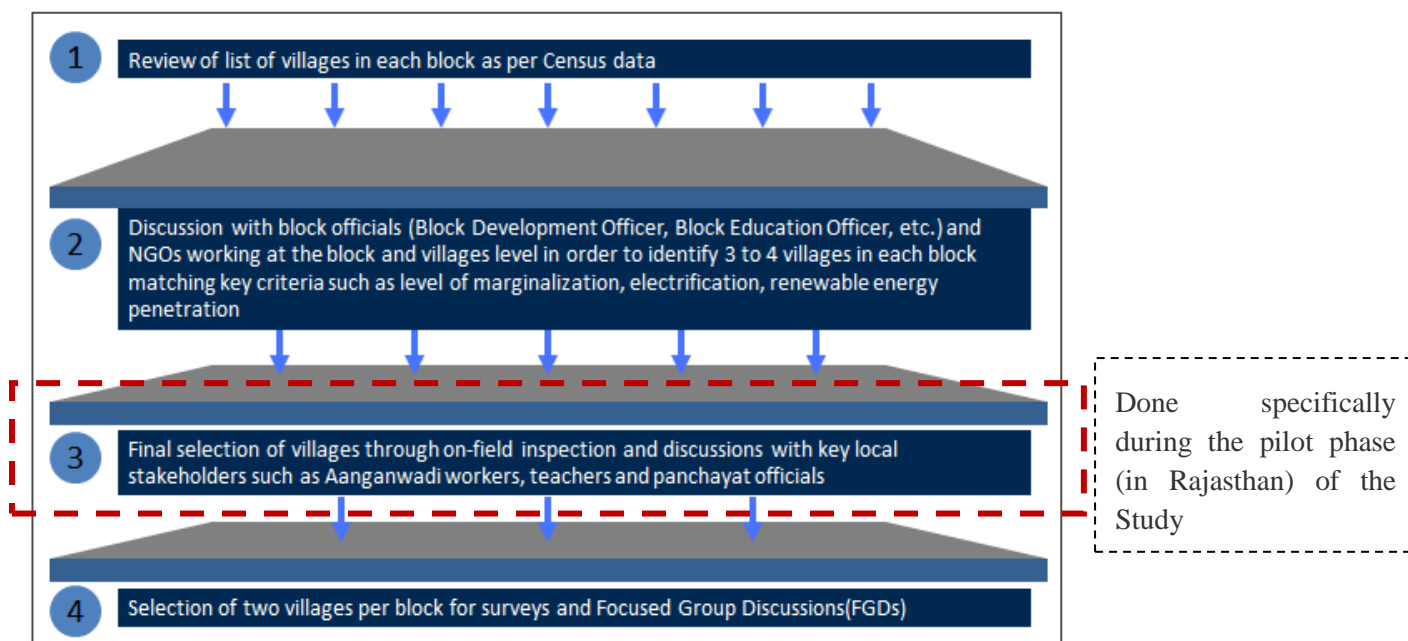 1
Review of list of villages in each block as per Census data
2
Discussion with block officials (Block Development Officer, Block Education Officer, etc.) and
NGOs working at the block and villages level in order to identify 3 to 4 villages in each block
matching key criteria such as level of marginalization, electrification, renewable energy
penetration
3
Final selection of villages through on-field inspection and discussions with key local
stakeholders such as Aanganwadi workers, teachers and panchayat officials
Done specifically
during the pilot phase
(in Rajasthan) of the
Study
4
Selection of two villages per block for surveys and Focused Group Discussions(FGDs)